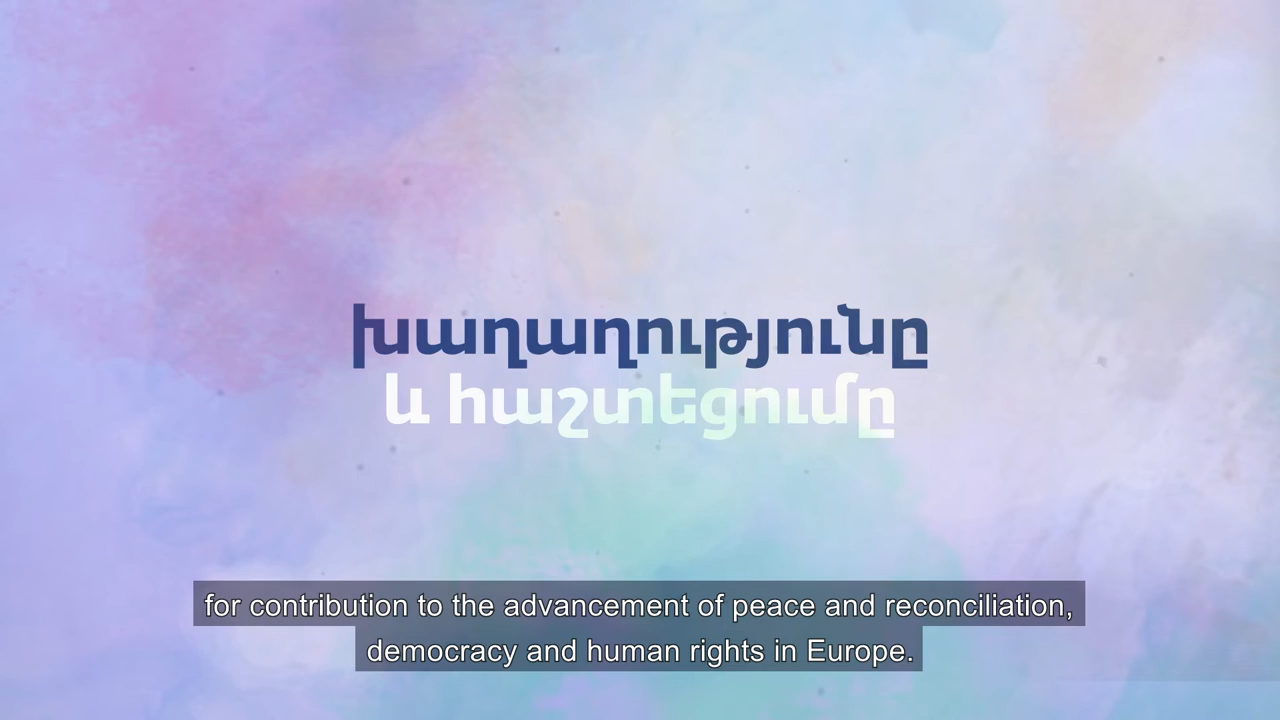 խաղաղությունը
և հաշտեցումը
for contribution to the advancement of peace and reconciliation,
democracy and human rights in Europe.